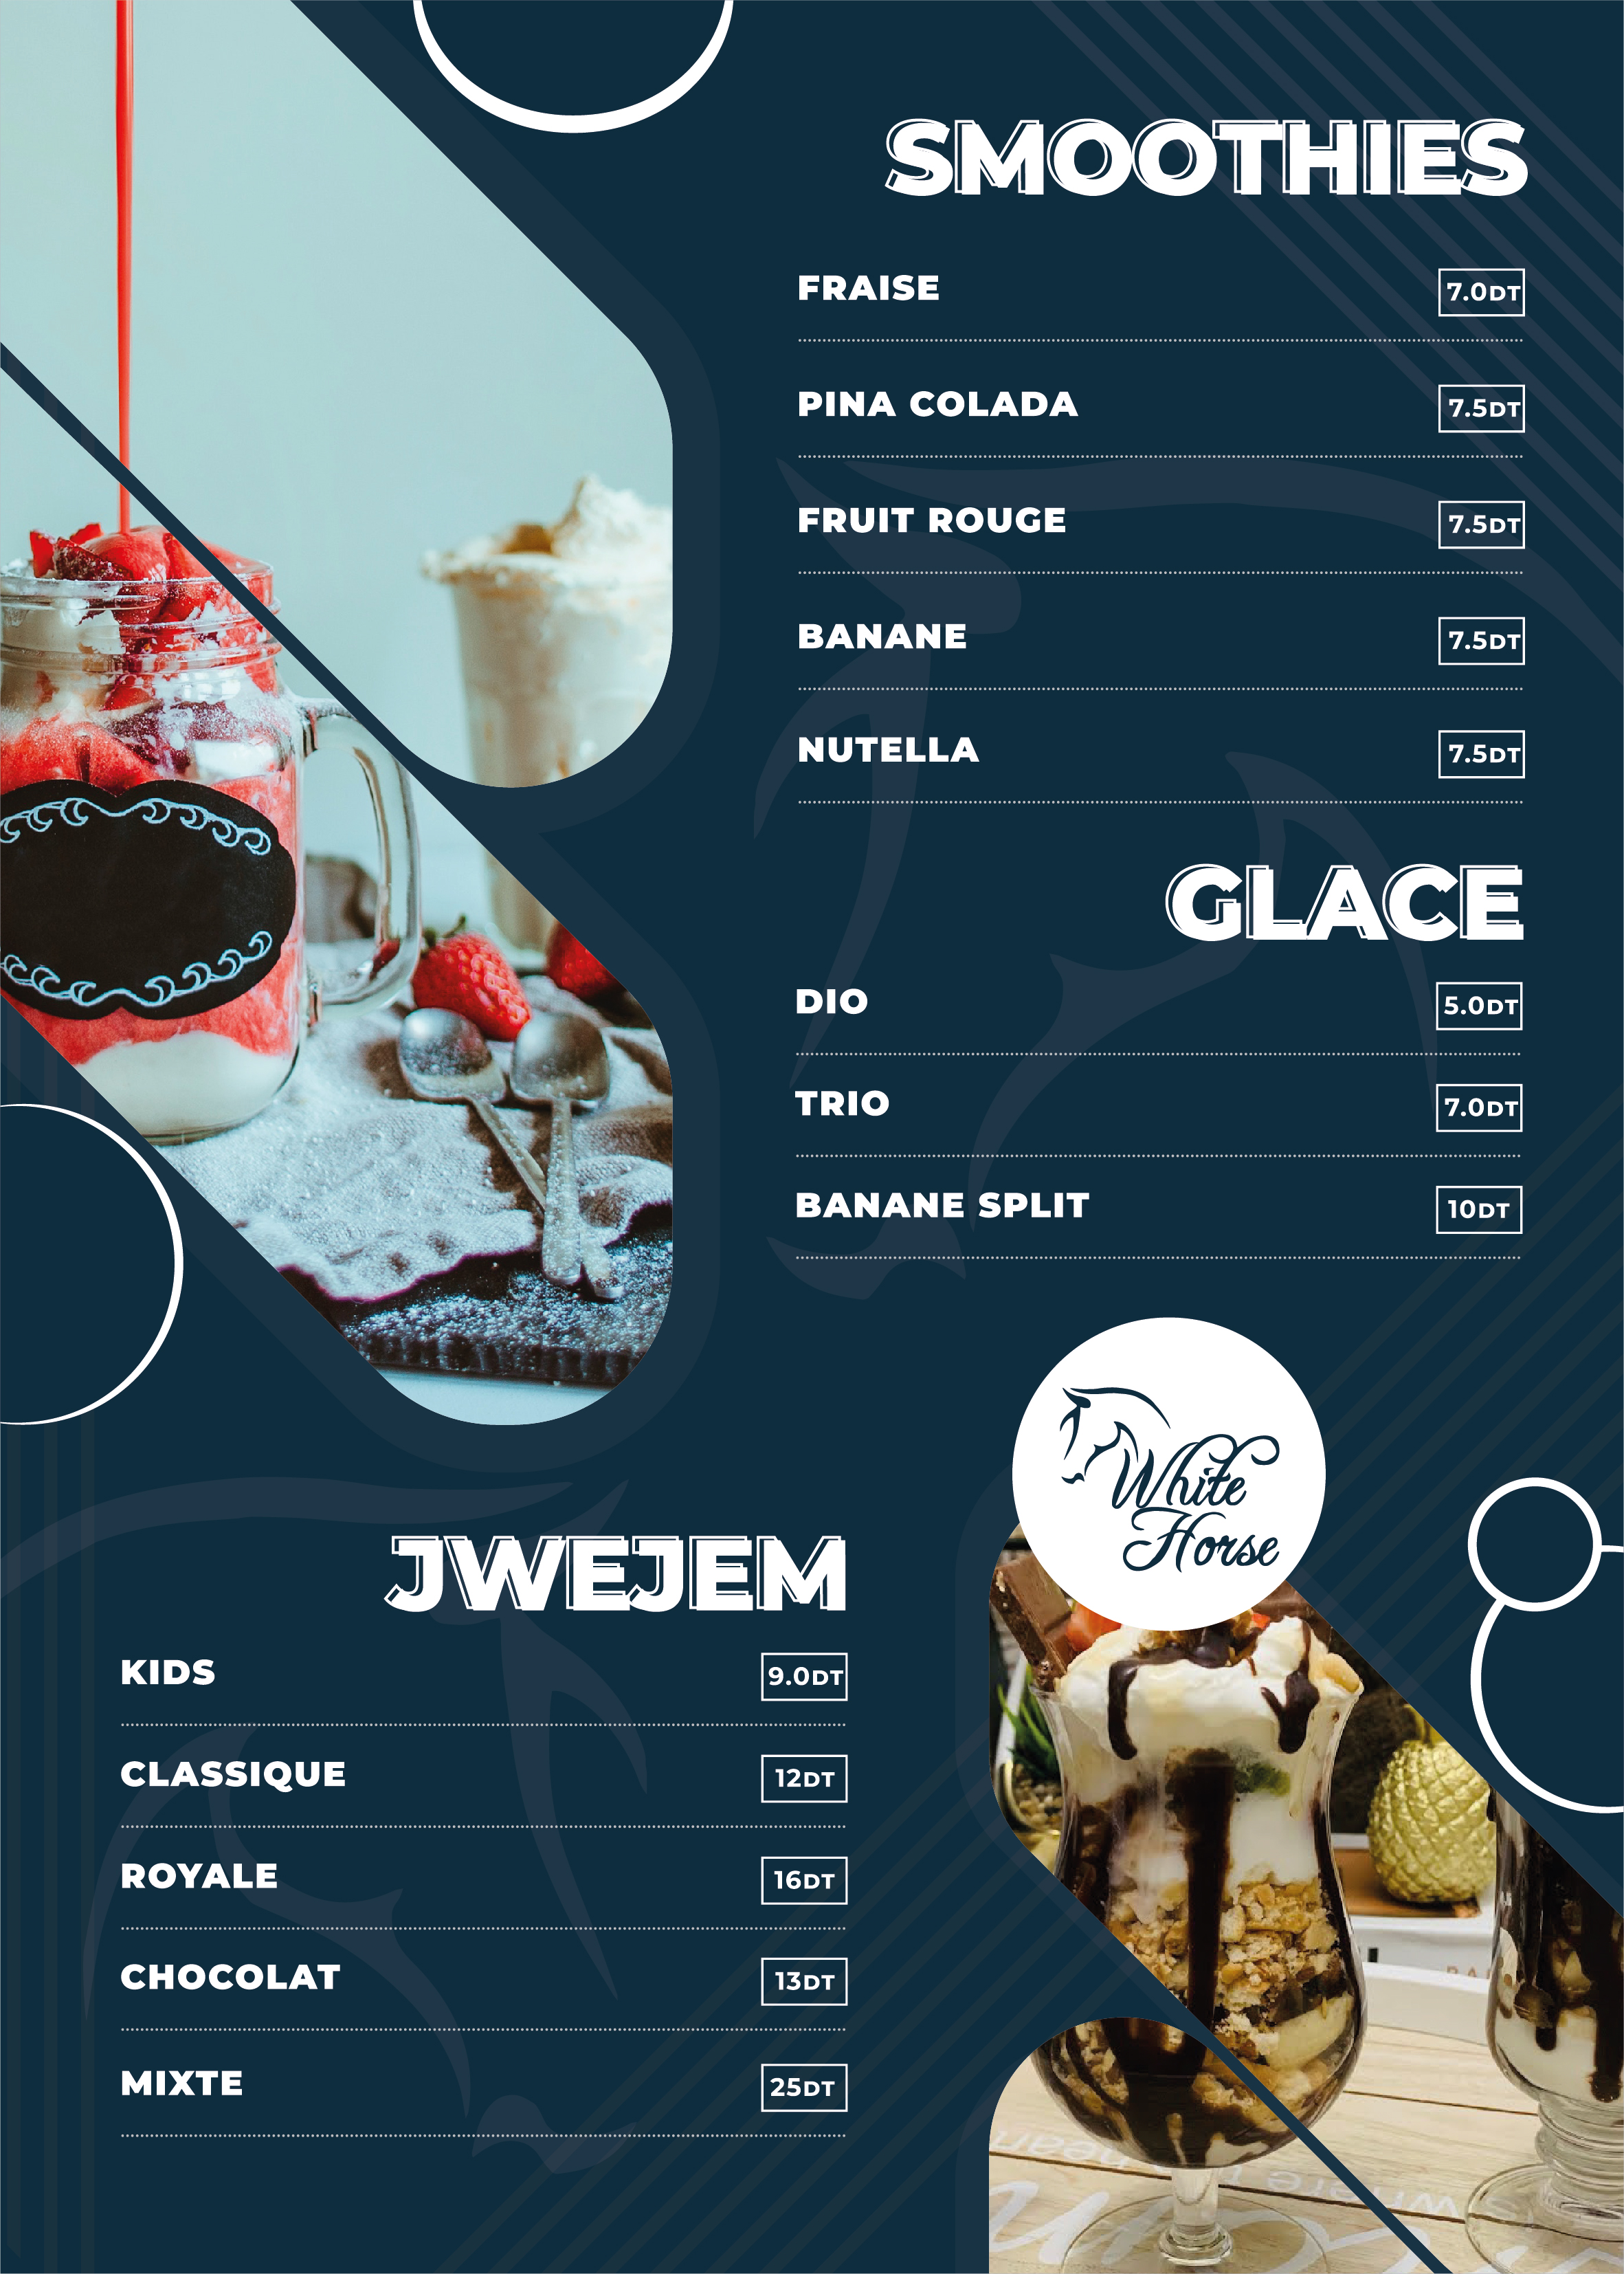 SMOOTHIES
FRAISE 7.0DT
PINA COLADA 7.5DT
FRUIT ROUGE 7.5DT
BANANE 7.5DT
NUTELLA 7.5DT
GLACE
DIO 5.0DT
TRIO 7.0DT
BANANE SPLIT 10DT
White
Horse
JWEJEM
KIDS 9.0DT
CLASSIQUE 12DT
ROYALE 16DT
CHOCOLAT 13DT
MIXTE 25DT